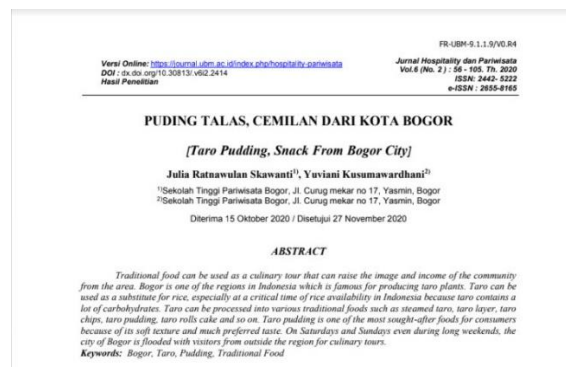 FR-UBM-9.1.1.9/V0.R4
Versi Online: https://journal.ubm.ac.id/index.php/hospitality-pariwisata
DOI : dx.doi.org/10.30813/.v6i2.2414
Hasil Penelitian
Jurnal Hospitality dan Pariwisata
Vol.6 (No. 2 ) : 56 - 105. Th. 2020
ISSN: 2442- 5222
e-ISSN : 2655-8165
PUDING TALAS, CEMILAN DARI KOTA BOGOR
[Taro Pudding, Snack From Bogor City]
Julia Ratnawulan Skawanti¹⁾, Yuviani Kusumawardhani²⁾
¹⁾Sekolah Tinggi Pariwisata Bogor, Jl. Curug mekar no 17, Yasmin, Bogor
²⁾Sekolah Tinggi Pariwisata Bogor, Jl. Curug mekar no 17, Yasmin, Bogor
Diterima 15 Oktober 2020 / Disetujui 27 November 2020
ABSTRACT
Traditional food can be used as a culinary tour that can raise the image and income of the community
from the area. Bogor is one of the regions in Indonesia which is famous for producing taro plants. Taro can be
used as a substitute for rice, especially at a critical time of rice availability in Indonesia because taro contains a
lot of carbohydrates. Taro can be processed into various traditional foods such as steamed taro, taro layer, taro
chips, taro pudding, taro rolls cake and so on. Taro pudding is one of the most sought-after foods for consumers
because of its soft texture and much preferred taste. On Saturdays and Sundays even during long weekends, the
city of Bogor is flooded with visitors from outside the region for culinary tours.
Keywords: Bogor, Taro, Pudding, Traditional Food